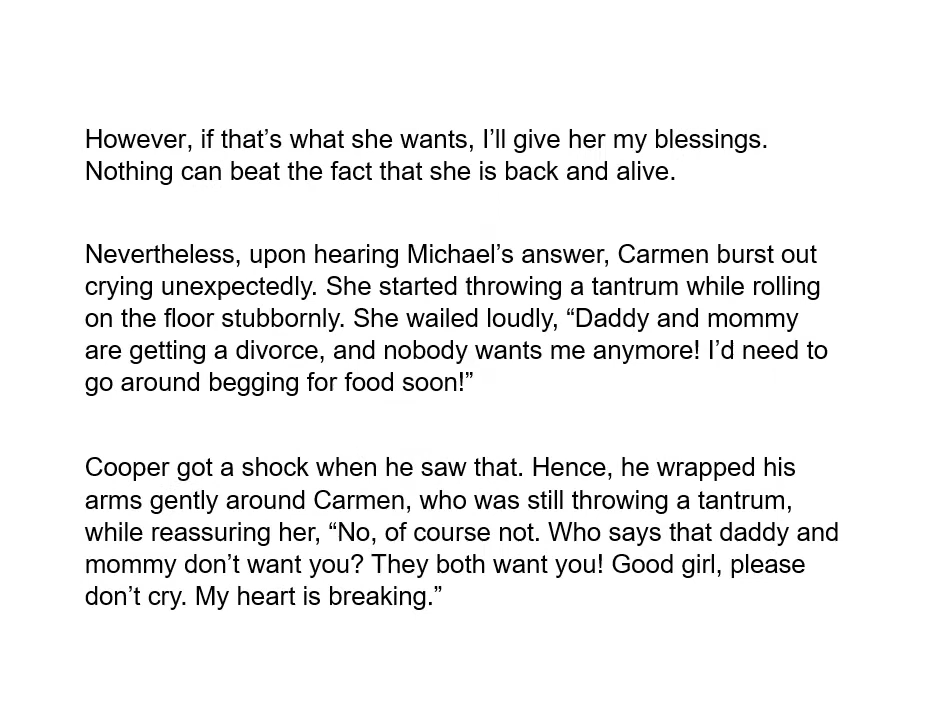 However, if that’s what she wants, I’ll give her my blessings.
Nothing can beat the fact that she is back and alive.
Nevertheless, upon hearing Michael’s answer, Carmen burst out
crying unexpectedly. She started throwing a tantrum while rolling
on the floor stubbornly. She wailed loudly, “Daddy and mommy
are getting a divorce, and nobody wants me anymore! I’d need to
go around begging for food soon!”
Cooper got a shock when he saw that. Hence, he wrapped his
arms gently around Carmen, who was still throwing a tantrum,
while reassuring her, “No, of course not. Who says that daddy and
mommy don’t want you? They both want you! Good girl, please
don’t cry. My heart is breaking.”